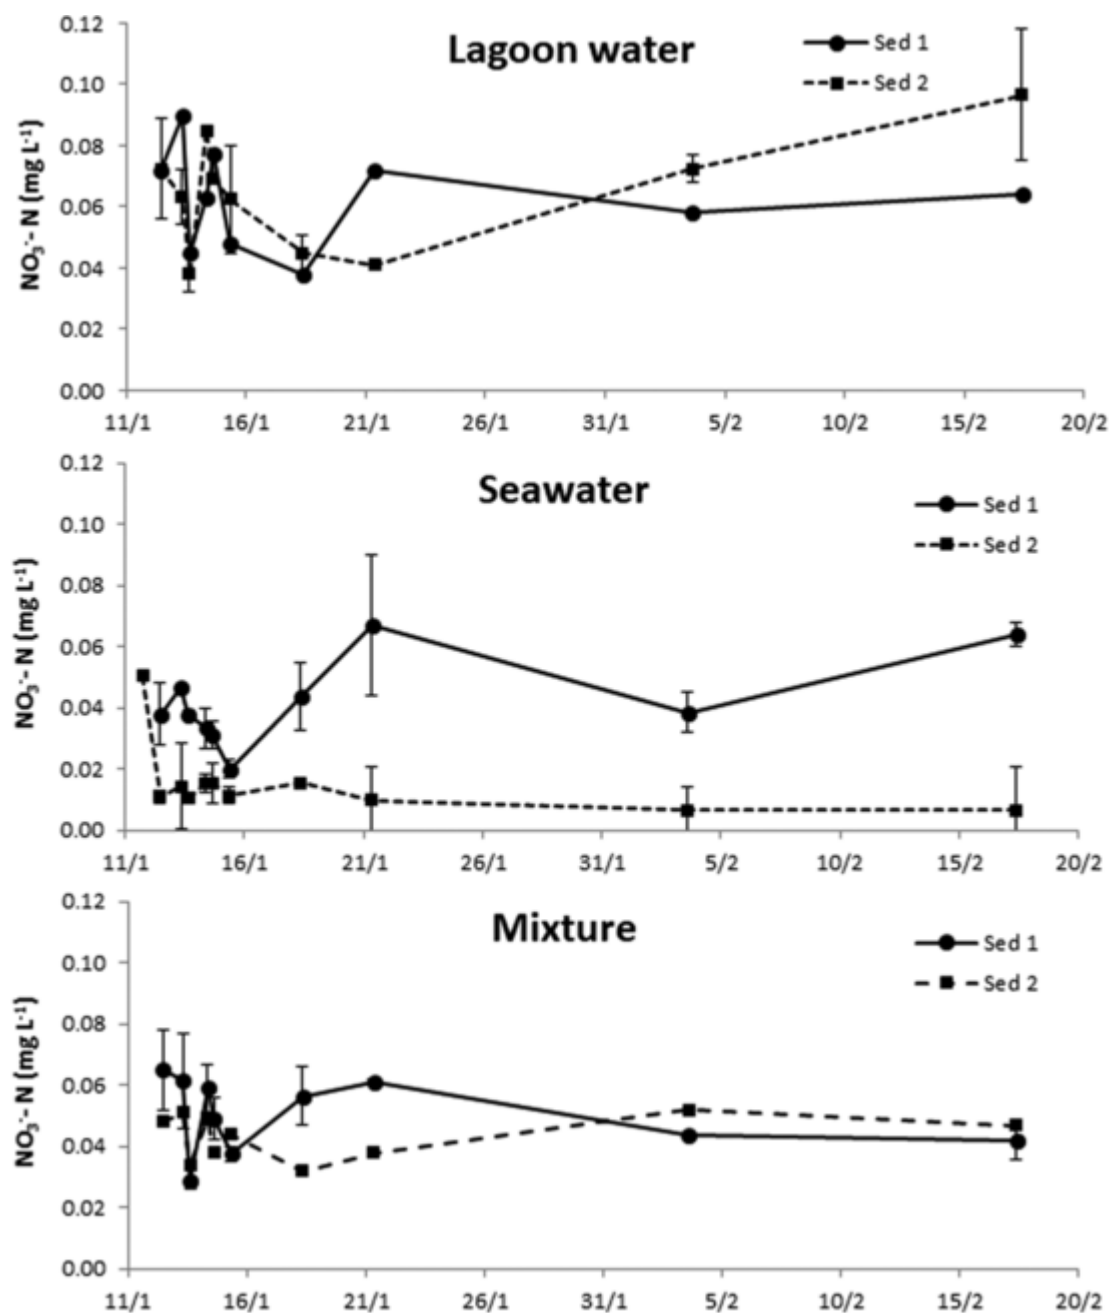 Lagoon water
Sed 1
Sed 2
NO₃⁻- N (mg L⁻¹)
0.12
0.10
0.08
0.06
0.04
0.02
0.00
11/1 16/1 21/1 26/1 31/1 5/2 10/2 15/2 20/2
Seawater
Sed 1
Sed 2
NO₃⁻- N (mg L⁻¹)
0.12
0.10
0.08
0.06
0.04
0.02
0.00
11/1 16/1 21/1 26/1 31/1 5/2 10/2 15/2 20/2
Mixture
Sed 1
Sed 2
NO₃⁻- N (mg L⁻¹)
0.12
0.10
0.08
0.06
0.04
0.02
0.00
11/1 16/1 21/1 26/1 31/1 5/2 10/2 15/2 20/2